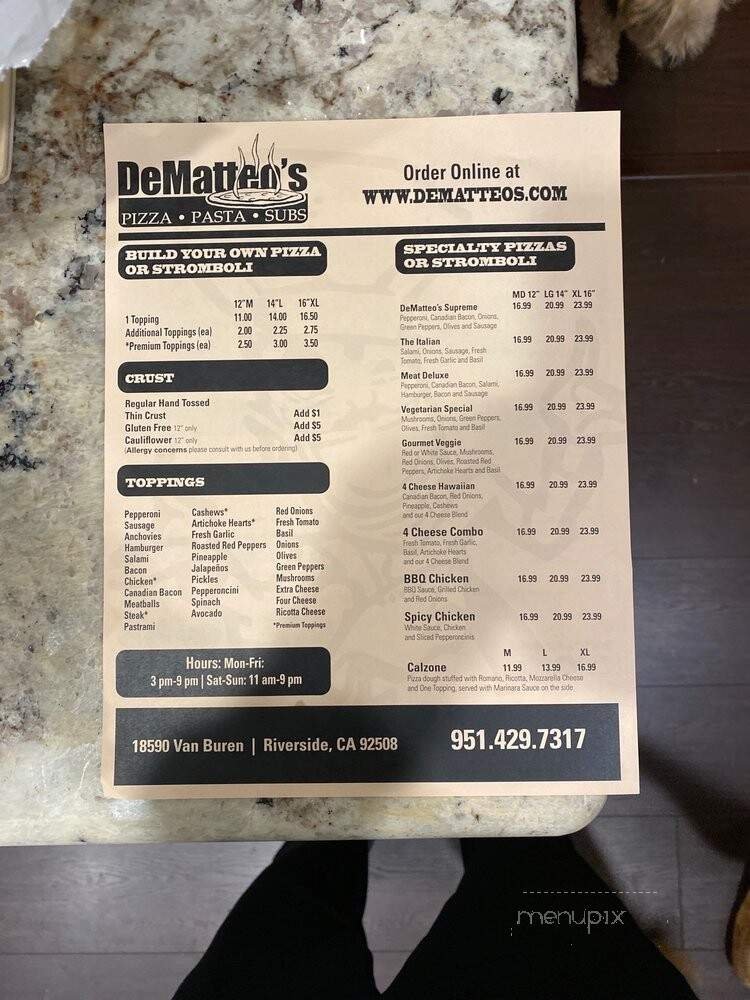 DeMatteo's
PIZZA • PASTA • SUBS
Order Online at
WWW.DEMATTEOS.COM
BUILD YOUR OWN PIZZA
OR STROMBOLI
12"M 14"L 16"XL
1 Topping 11.00 14.00 16.50
Additional Toppings (ea) 2.00 2.25 2.75
*Premium Toppings (ea) 2.50 3.00 3.50
CRUST
Regular Hand Tossed
Thin Crust Add $1
Gluten Free 12" only Add $5
Cauliflower 12" only Add $5
(Allergy concerns please consult with us before ordering)
TOPPINGS
Pepperoni
Sausage
Anchovies
Hamburger
Salami
Bacon
Chicken*
Canadian Bacon
Meatballs
Steak*
Pastrami
Cashews*
Artichoke Hearts*
Fresh Garlic
Roasted Red Peppers
Pineapple
Jalapeños
Pickles
Pepperoncini
Spinach
Avocado
Red Onions
Fresh Tomato
Basil
Onions
Olives
Green Peppers
Mushrooms
Extra Cheese
Four Cheese
Ricotta Cheese
*Premium Toppings
Hours: Mon-Fri:
3 pm-9 pm | Sat-Sun: 11 am-9 pm
SPECIALTY PIZZAS
OR STROMBOLI
MD 12" LG 14" XL 16"
DeMatteo's Supreme 16.99 20.99 23.99
Pepperoni, Canadian Bacon, Onions,
Green Peppers, Olives and Sausage
The Italian 16.99 20.99 23.99
Salami, Onions, Sausage, Fresh
Tomato, Fresh Garlic and Basil
Meat Deluxe 16.99 20.99 23.99
Pepperoni, Canadian Bacon, Salami,
Hamburger, Bacon and Sausage
Vegetarian Special 16.99 20.99 23.99
Mushrooms, Onions, Green Peppers,
Olives, Fresh Tomato and Basil
Gourmet Veggie 16.99 20.99 23.99
Red or White Sauce, Mushrooms,
Red Onions, Olives, Roasted Red
Peppers, Artichoke Hearts and Basil
4 Cheese Hawaiian 16.99 20.99 23.99
Canadian Bacon, Red Onions,
Pineapple, Cashews
and our 4 Cheese Blend
4 Cheese Combo 16.99 20.99 23.99
Fresh Tomato, Fresh Garlic,
Basil, Artichoke Hearts
and our 4 Cheese Blend
BBQ Chicken 16.99 20.99 23.99
BBQ Sauce, Grilled Chicken
and Red Onions
Spicy Chicken 16.99 20.99 23.99
White Sauce, Chicken
and Sliced Pepperoncinis
M L XL
Calzone 11.99 13.99 16.99
Pizza dough stuffed with Romano, Ricotta, Mozzarella Cheese
and One Topping, served with Marinara Sauce on the side
18590 Van Buren | Riverside, CA 92508 951.429.7317
menupix